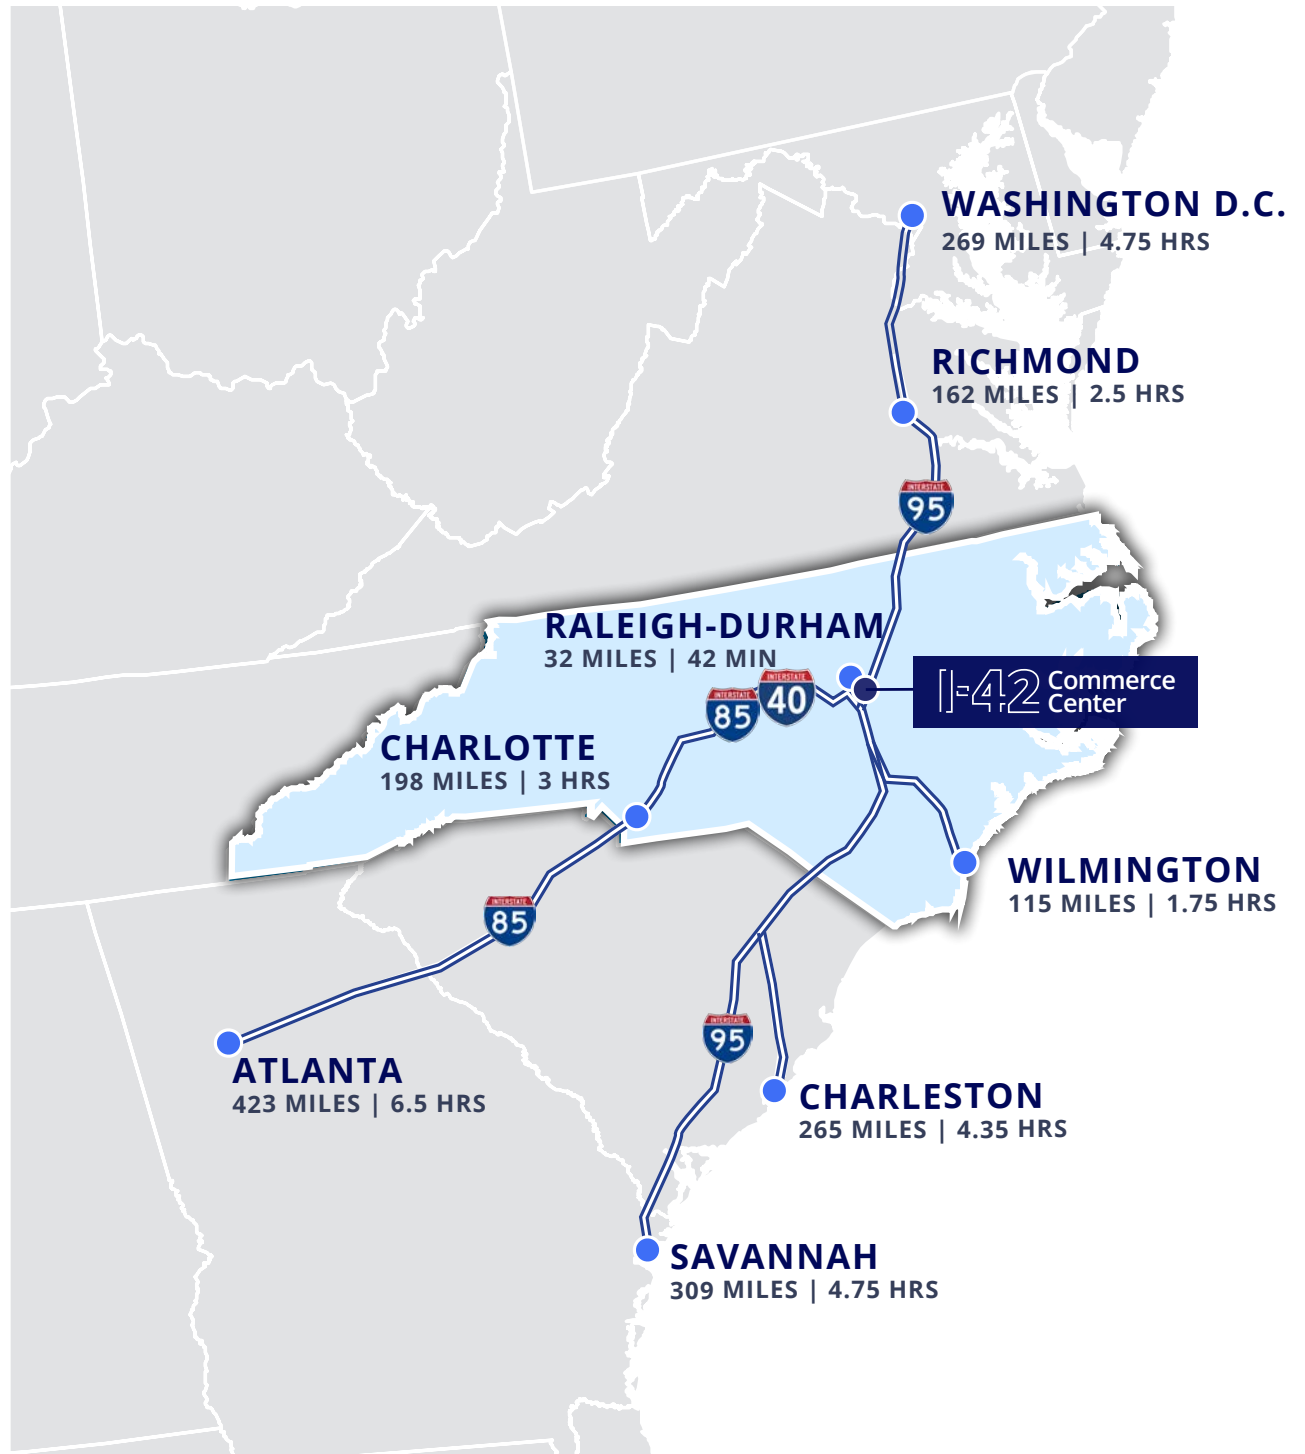 WASHINGTON D.C.
269 MILES | 4.75 HRS
RICHMOND
162 MILES | 2.5 HRS
INTERSTATE
95
RALEIGH-DURHAM
32 MILES | 42 MIN
INTERSTATE
40
INTERSTATE
85
I-42 Commerce
Center
CHARLOTTE
198 MILES | 3 HRS
WILMINGTON
115 MILES | 1.75 HRS
INTERSTATE
85
INTERSTATE
95
ATLANTA
423 MILES | 6.5 HRS
CHARLESTON
265 MILES | 4.35 HRS
SAVANNAH
309 MILES | 4.75 HRS